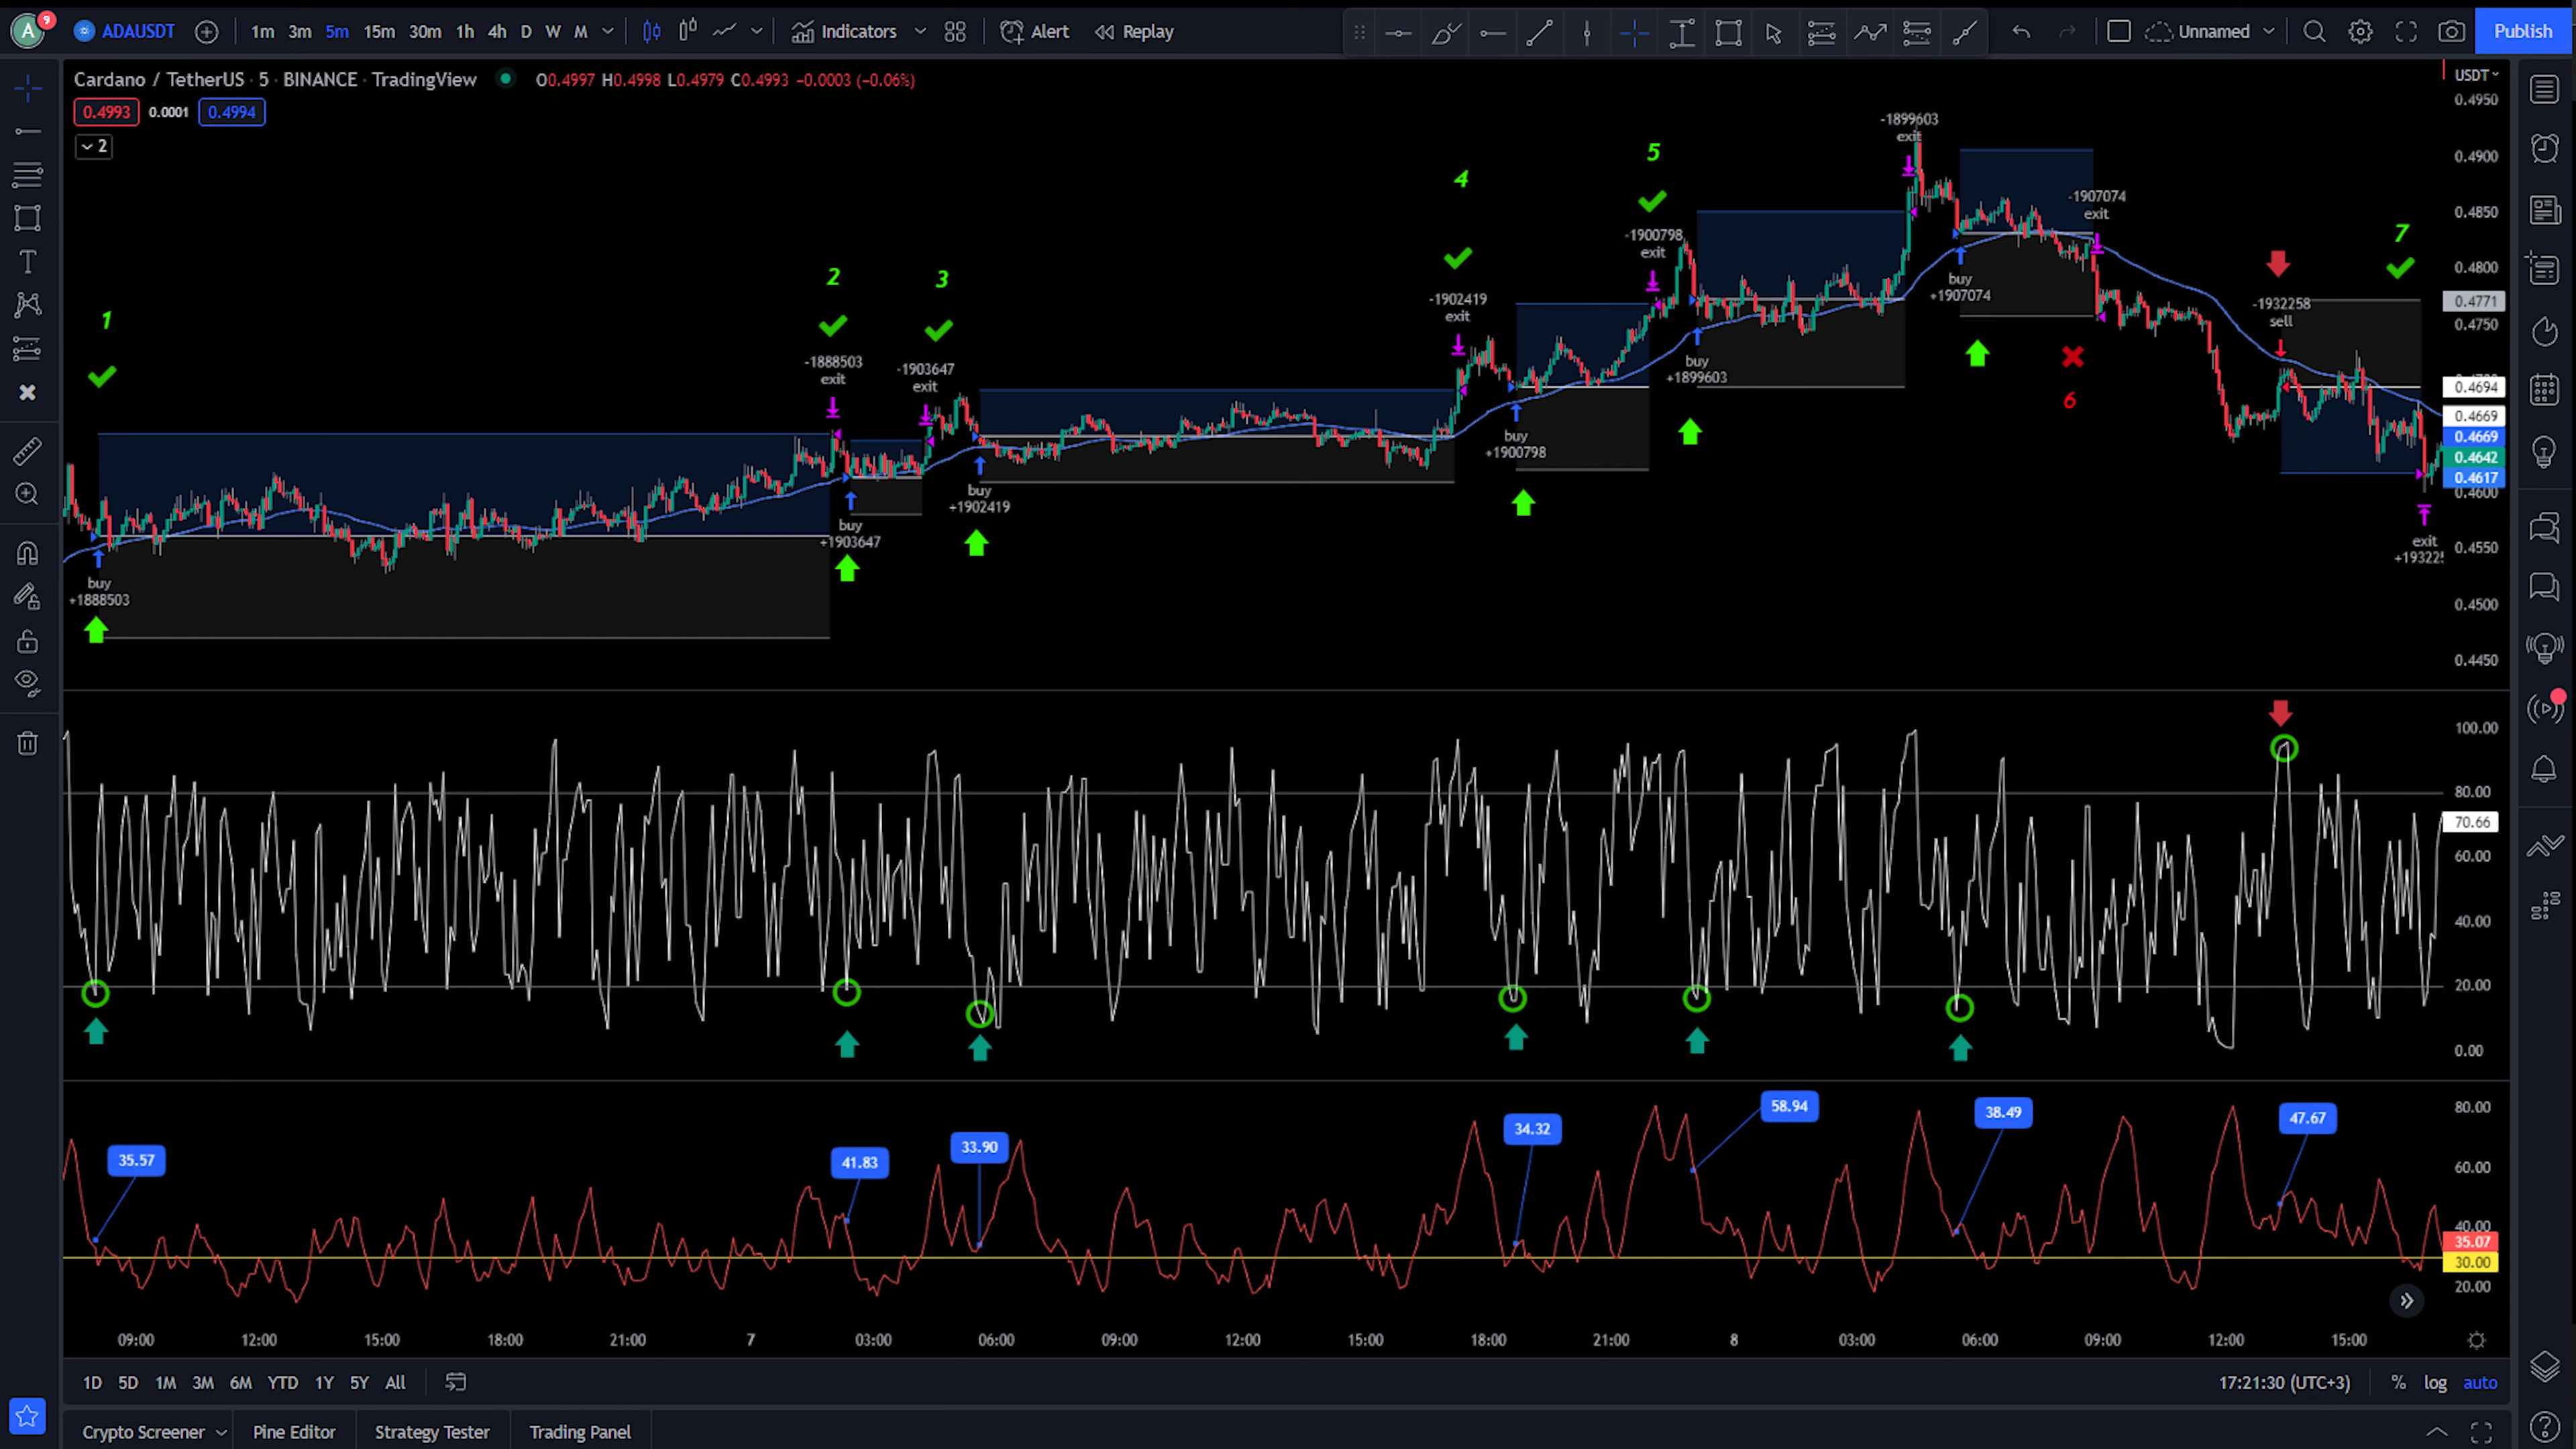 A 9 ADAUSDT 1m 3m 5m 15m 30m 1h 4h D W M Indicators Alert Replay Unnamed Publish
Cardano / TetherUS · 5 · BINANCE · TradingView O0.4997 H0.4998 L0.4979 C0.4993 −0.0003 (−0.06%)
0.4993 0.0001 0.4994
2
USDT
0.4950
0.4900
0.4850
0.4800
0.4771
0.4750
0.4694
0.4669
0.4669
0.4642
0.4617
0.4600
0.4550
0.4500
0.4450
1
buy
+1888503
2
-1888503
exit
buy
+1903647
3
-1903647
exit
buy
+1902419
4
-1902419
exit
buy
+1900798
5
-1900798
exit
buy
+1899603
-1899603
exit
buy
+1907074
-1907074
exit
6
-1932258
sell
7
exit
100.00
80.00
70.66
60.00
40.00
20.00
0.00
35.57
41.83
33.90
34.32
58.94
38.49
47.67
80.00
60.00
40.00
35.07
30.00
20.00
09:00 12:00 15:00 18:00 21:00 7 03:00 06:00 09:00 12:00 15:00 18:00 21:00 8 03:00 06:00 09:00 12:00 15:00
1D 5D 1M 3M 6M YTD 1Y 5Y All 17:21:30 (UTC+3) % log auto
Crypto Screener Pine Editor Strategy Tester Trading Panel